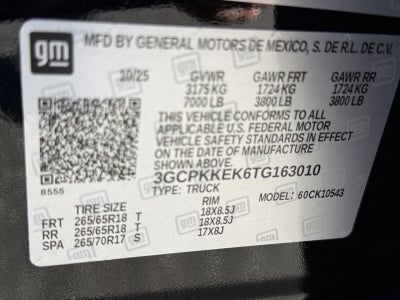 gm
MFD BY GENERAL MOTORS DE MEXICO, S. DE R.L. DE C.V.
10/25 GVWR GAWR FRT GAWR RR
3175 KG 1724 KG 1724 KG
7000 LB 3800 LB 3800 LB
THIS VEHICLE CONFORMS TO ALL
APPLICABLE U.S. FEDERAL MOTOR
VEHICLE SAFETY STANDARDS IN EFFECT
ON THE DATE OF MANUFACTURE
SHOWN ABOVE.
8555
3GCPKKEK6TG163010
TYPE: TRUCK MODEL: 60CK10543
TIRE SIZE RIM
FRT 265/65R18 T 18X8.5J
RR 265/65R18 T 18X8.5J
SPA 265/70R17 S 17X8J